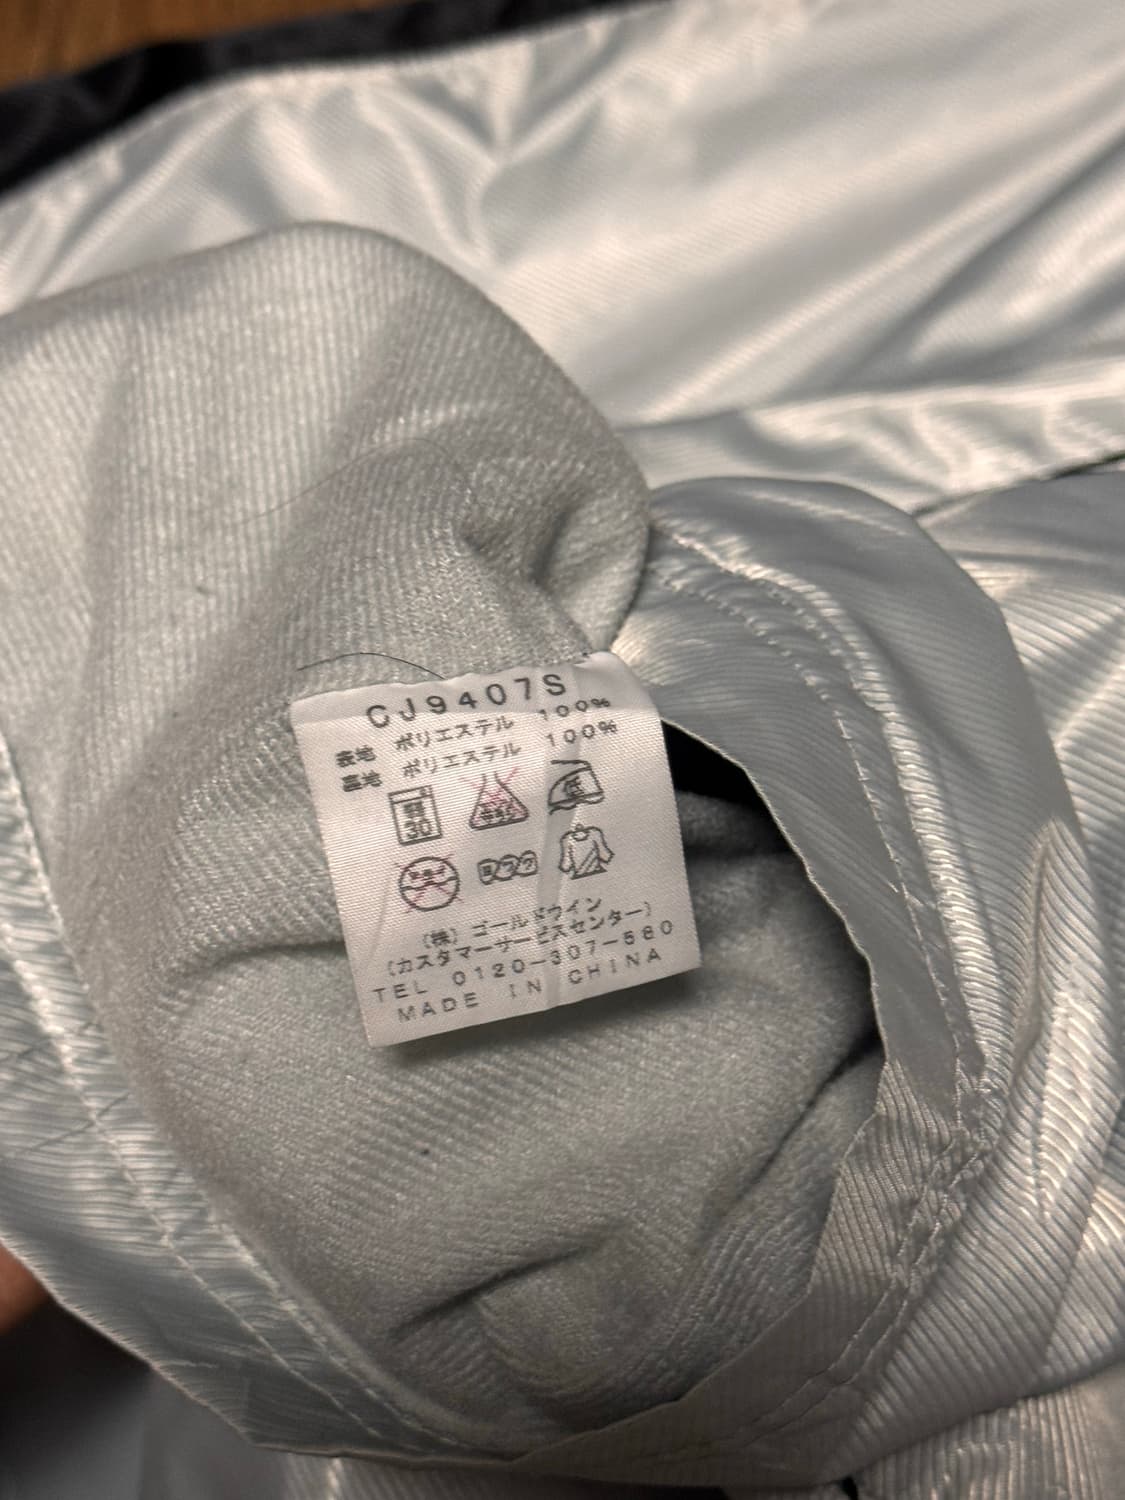 CJ9407S
表地 ポリエステル 100%
裏地 ポリエステル 100%
30 低
(株) ゴールドウイン
(カスタマーサービスセンター)
TEL 0120-307-560
MADE IN CHINA